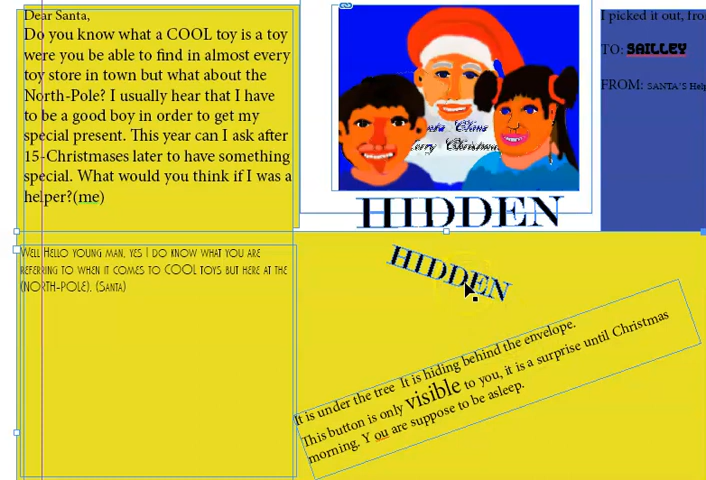 Dear Santa,
Do you know what a COOL toy is a toy
were you be able to find in almost every
toy store in town but what about the
North-Pole? I usually hear that I have
to be a good boy in order to get my
special present. This year can I ask after
15-Christmases later to have something
special. What would you think if I was a
helper?(me)
HIDDEN
I picked it out,
TO: SAILLEY
FROM: SANTA'S
Well Hello young man, yes I do know what you are
referring to when it comes to COOL toys but here at the
(NORTH-POLE). (Santa)
HIDDEN
It is under the tree It is hiding behind the envelope.
This button is only visible to you, it is a surprise until Christmas
morning. Y ou are suppose to be asleep.